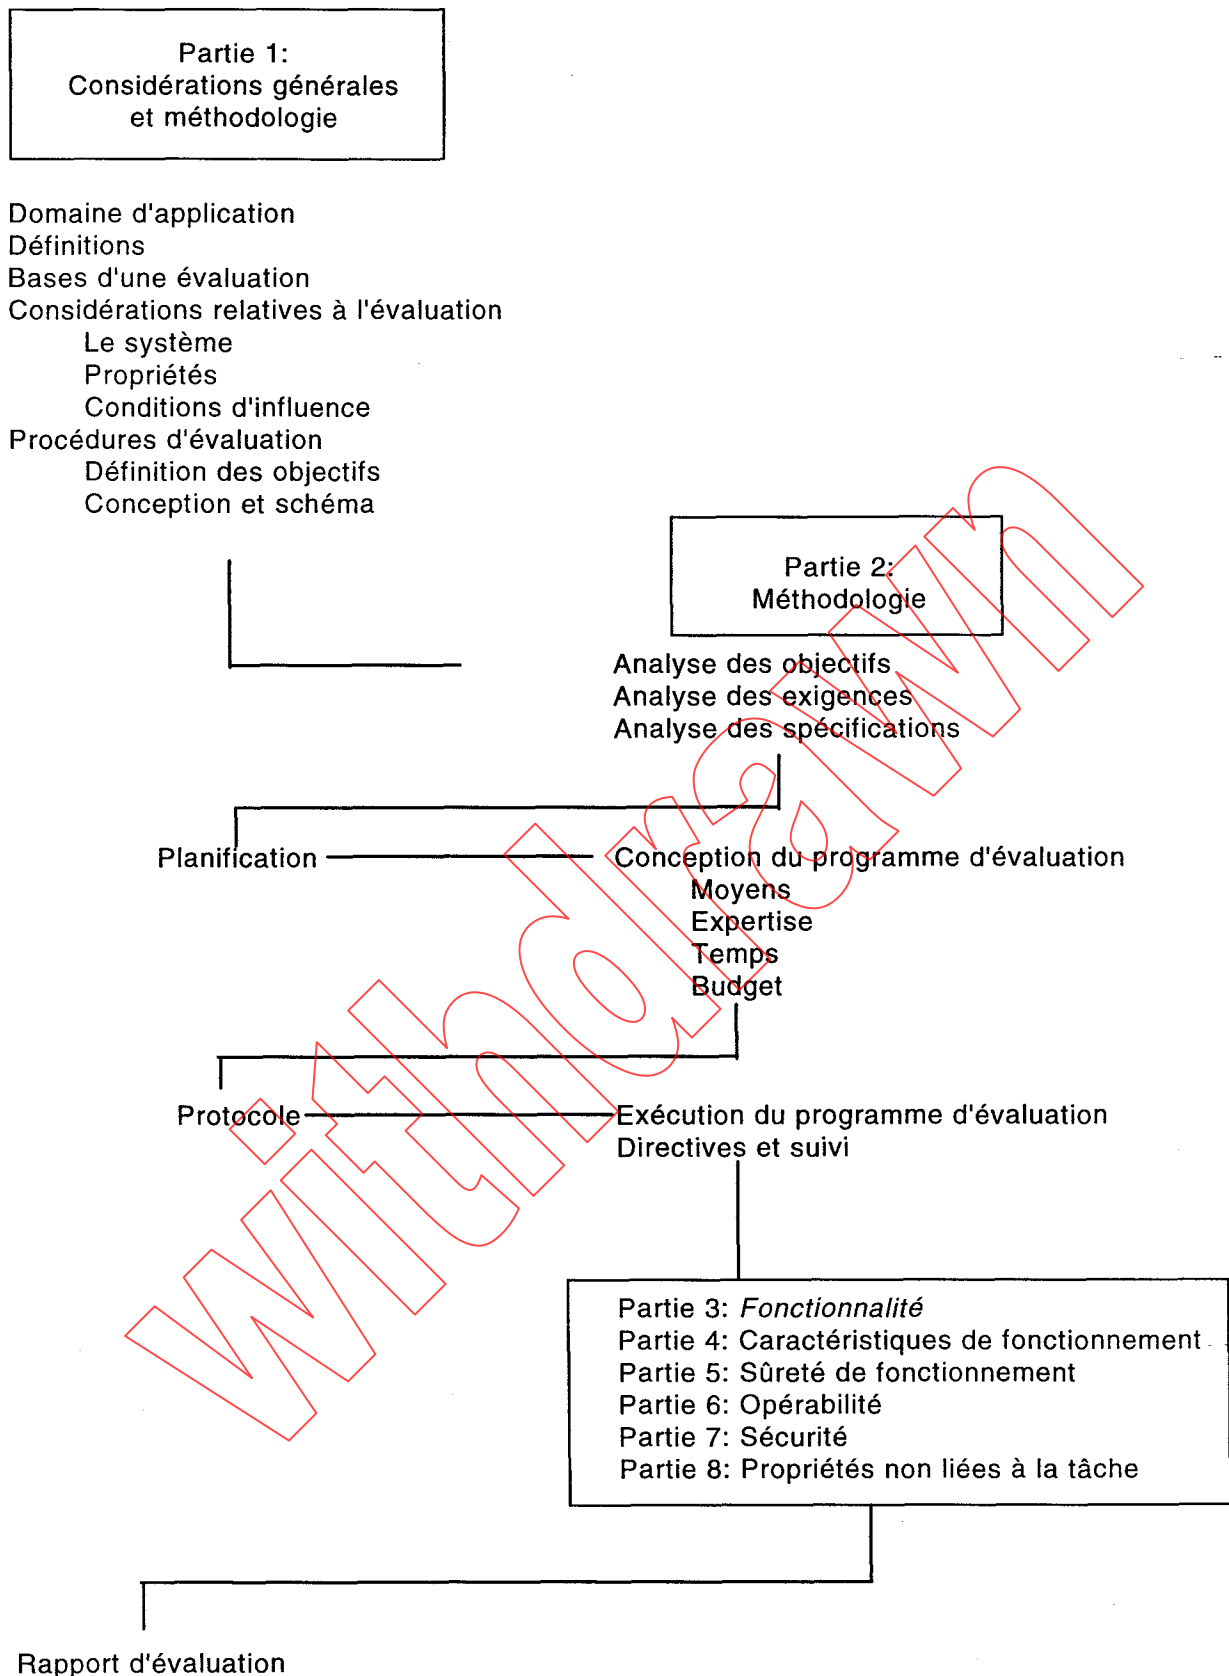 Partie 1:
Considérations générales
et méthodologie
Domaine d'application
Définitions
Bases d'une évaluation
Considérations relatives à l'évaluation
Le système
Propriétés
Conditions d'influence
Procédures d'évaluation
Définition des objectifs
Conception et schéma
Partie 2:
Méthodologie
Analyse des objectifs
Analyse des exigences
Analyse des spécifications
Planification
Conception du programme d'évaluation
Moyens
Expertise
Temps
Budget
Protocole
Exécution du programme d'évaluation
Directives et suivi
Partie 3: Fonctionnalité
Partie 4: Caractéristiques de fonctionnement
Partie 5: Sûreté de fonctionnement
Partie 6: Opérabilité
Partie 7: Sécurité
Partie 8: Propriétés non liées à la tâche
Rapport d'évaluation
withdrawn